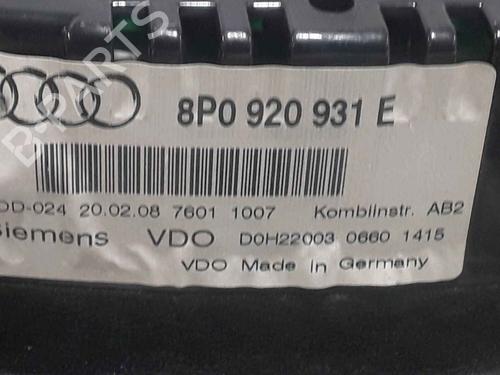 8P0 920 931 E
DD-024 20.02.08 7601 1007 Kombiinstr. AB2
Siemens VDO D0H22003 0660 1415
VDO Made in Germany
B-PARTS